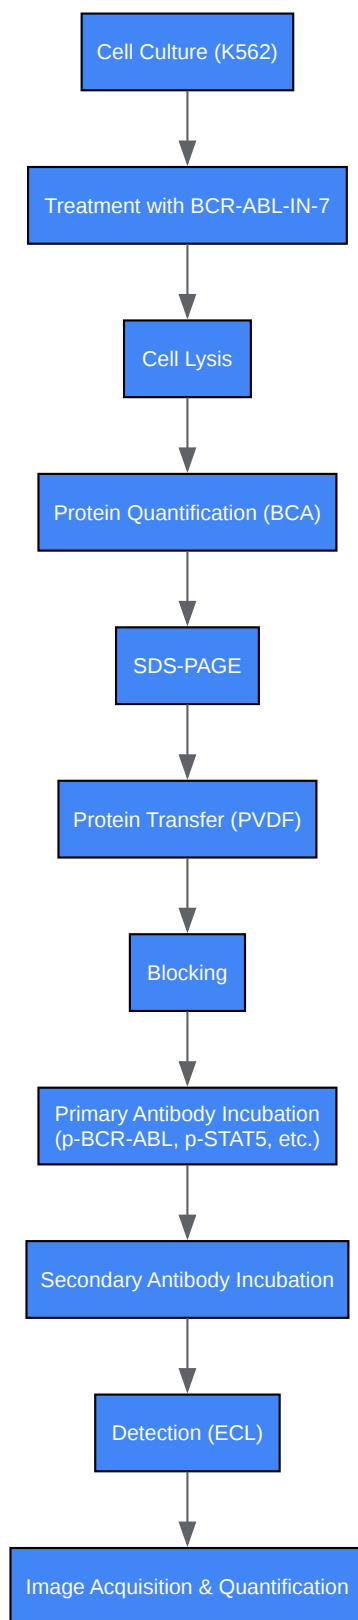 Cell Culture (K562)
Treatment with BCR-ABL-IN-7
Cell Lysis
Protein Quantification (BCA)
SDS-PAGE
Protein Transfer (PVDF)
Blocking
Primary Antibody Incubation
(p-BCR-ABL, p-STAT5, etc.)
Secondary Antibody Incubation
Detection (ECL)
Image Acquisition & Quantification